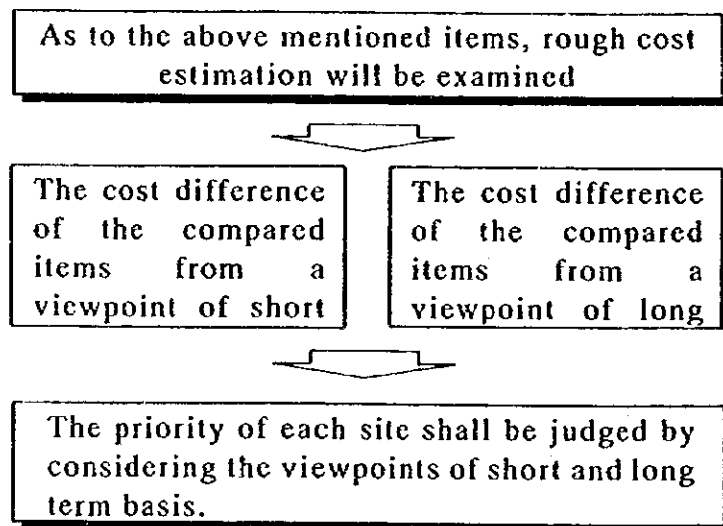 As to the above mentioned items, rough cost
estimation will be examined
The cost difference
of the compared
items from a
viewpoint of short
The cost difference
of the compared
items from a
viewpoint of long
The priority of each site shall be judged by
considering the viewpoints of short and long
term basis.